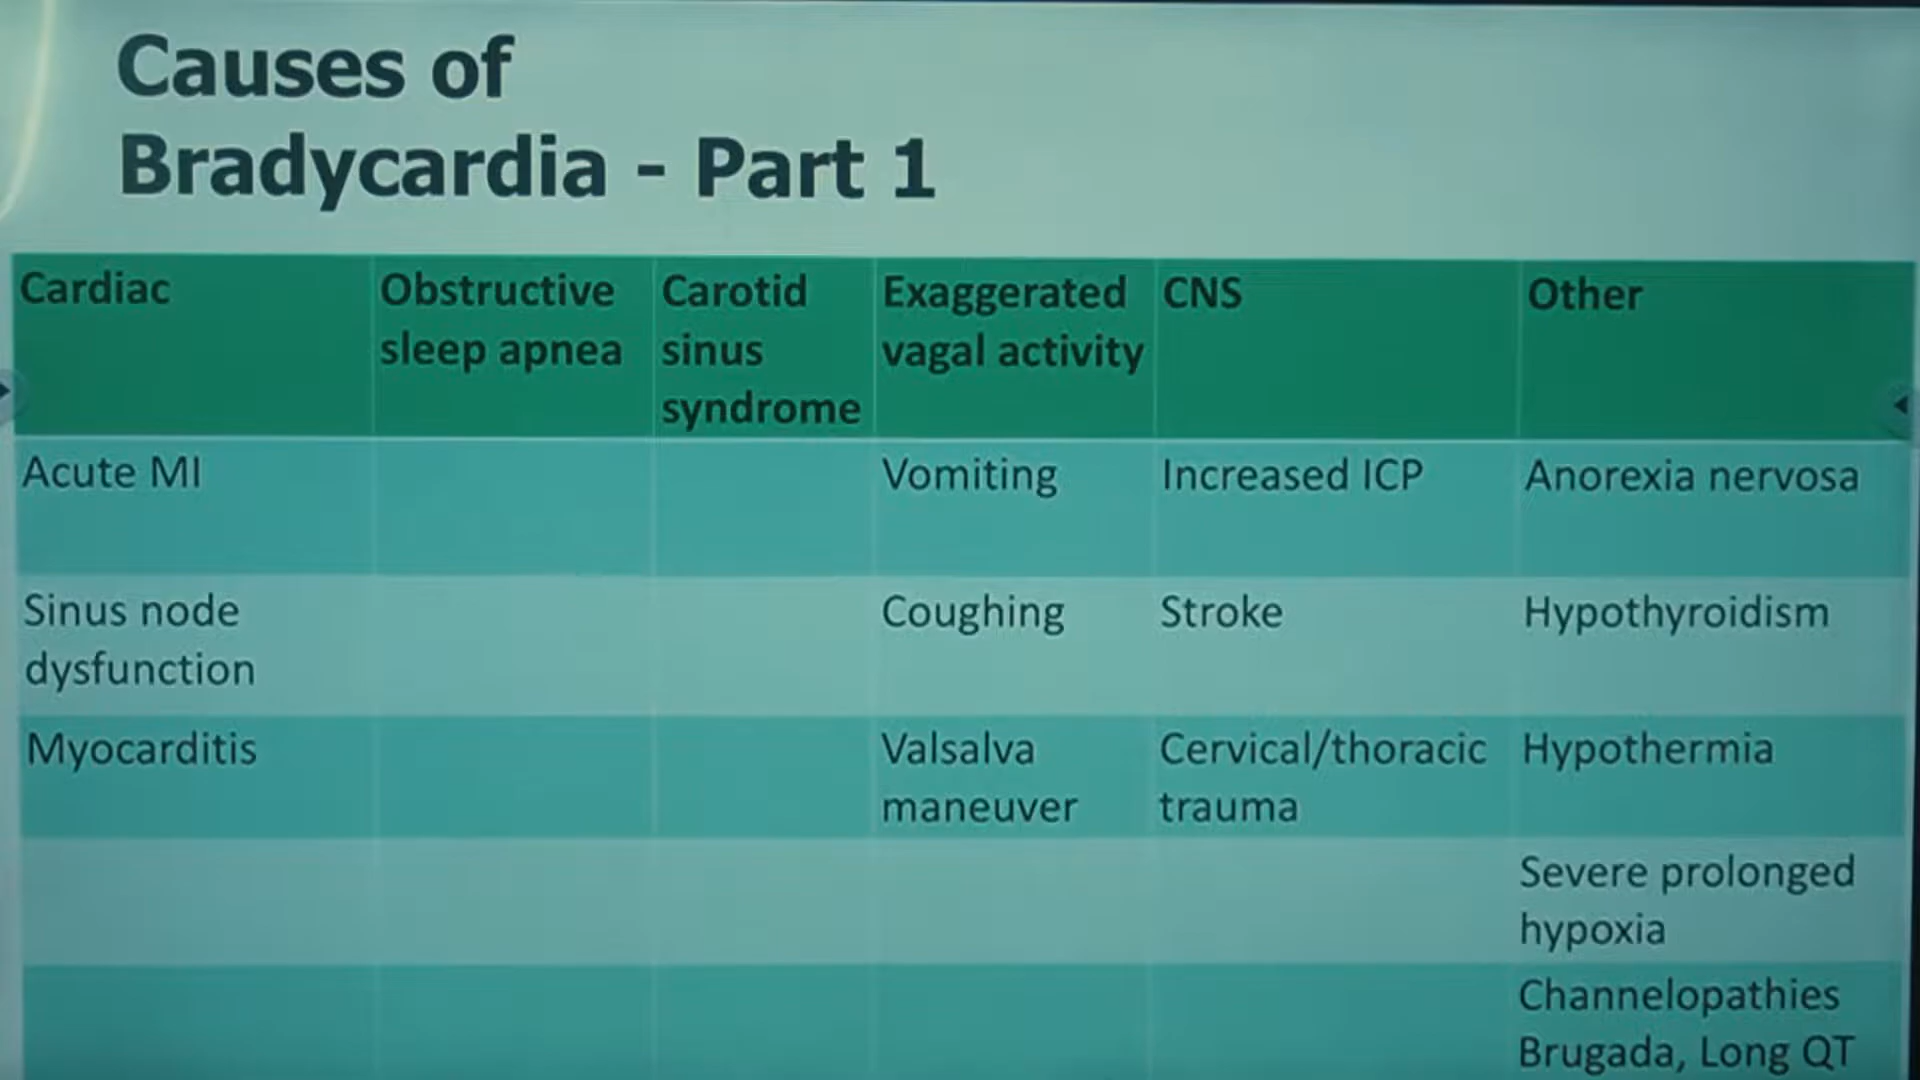 Causes of
Bradycardia - Part 1
Cardiac
Obstructive
sleep apnea
Carotid
sinus
syndrome
Exaggerated
vagal activity
CNS
Other
Acute MI
Vomiting
Increased ICP
Anorexia nervosa
Sinus node
dysfunction
Coughing
Stroke
Hypothyroidism
Myocarditis
Valsalva
maneuver
Cervical/thoracic
trauma
Hypothermia
Severe prolonged
hypoxia
Channelopathies
Brugada, Long QT